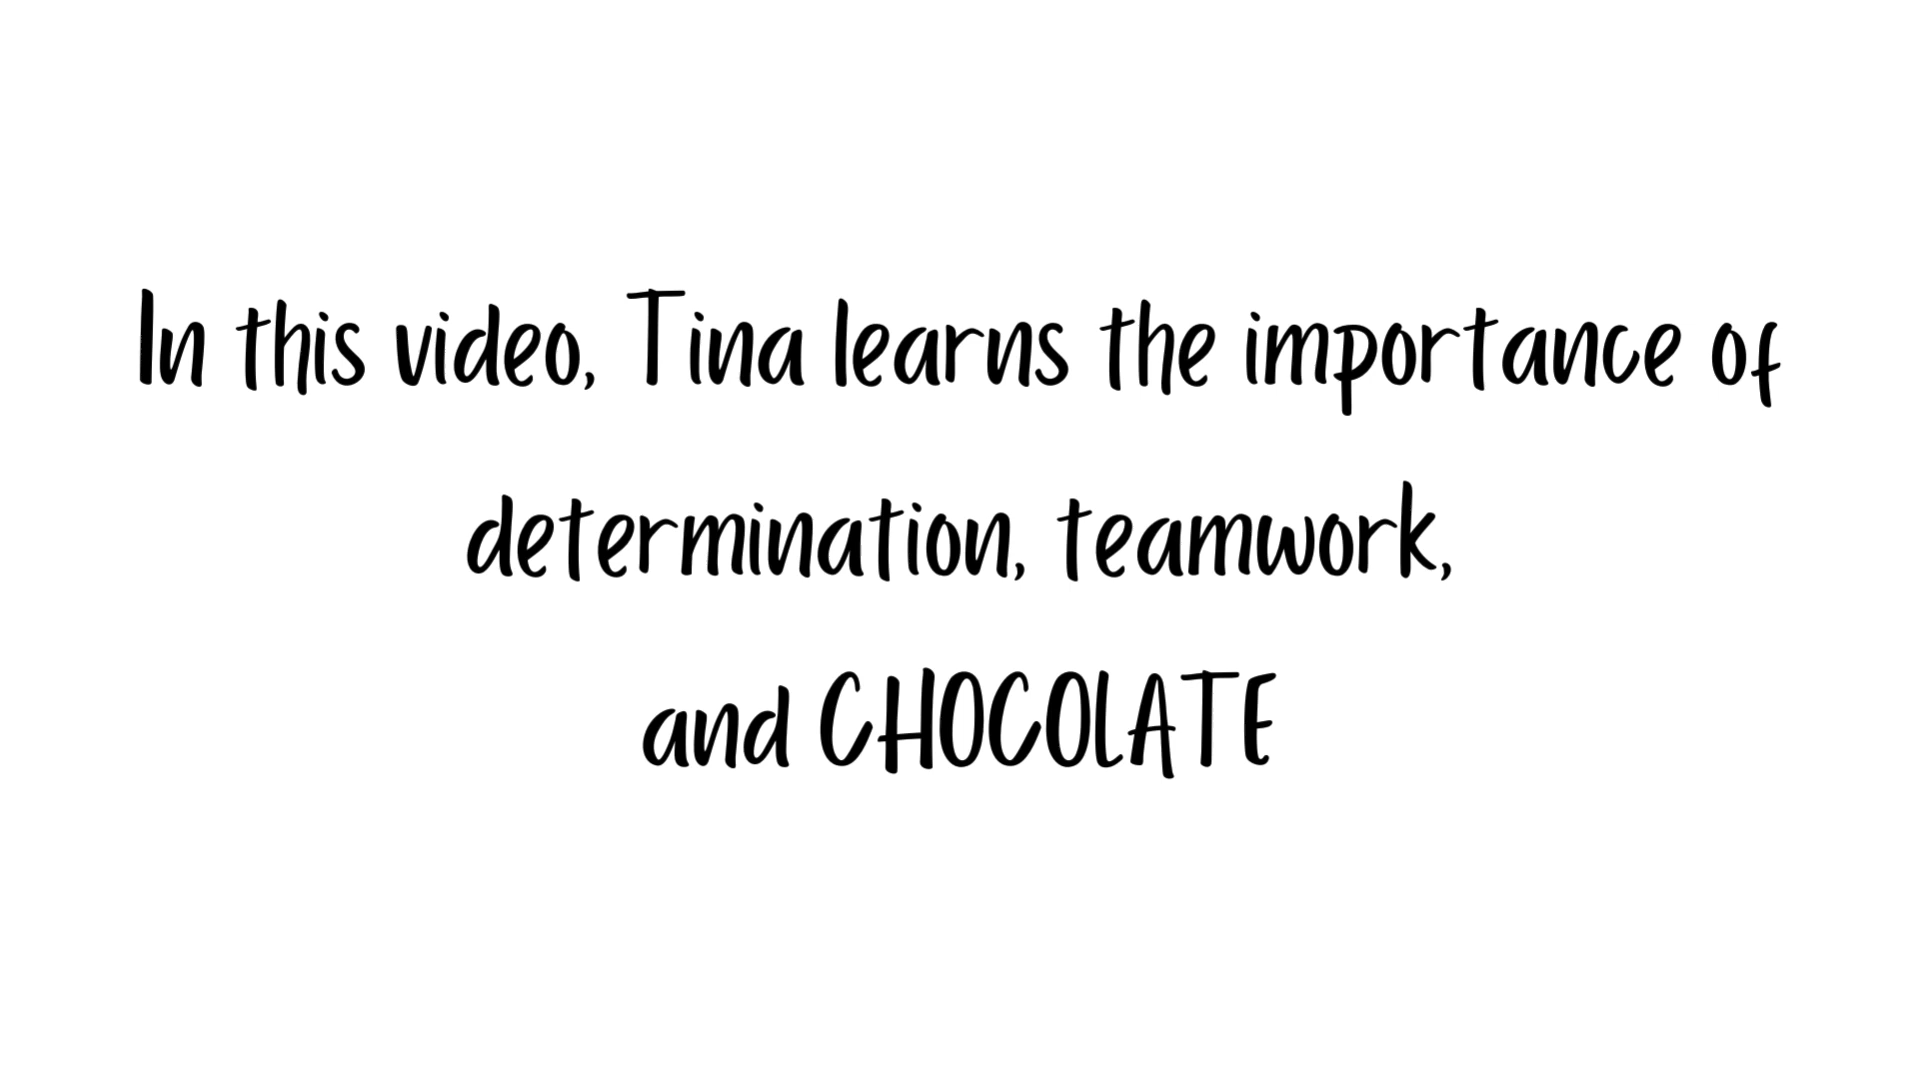 In this video, Tina learns the importance of
determination, teamwork,
and CHOCOLATE